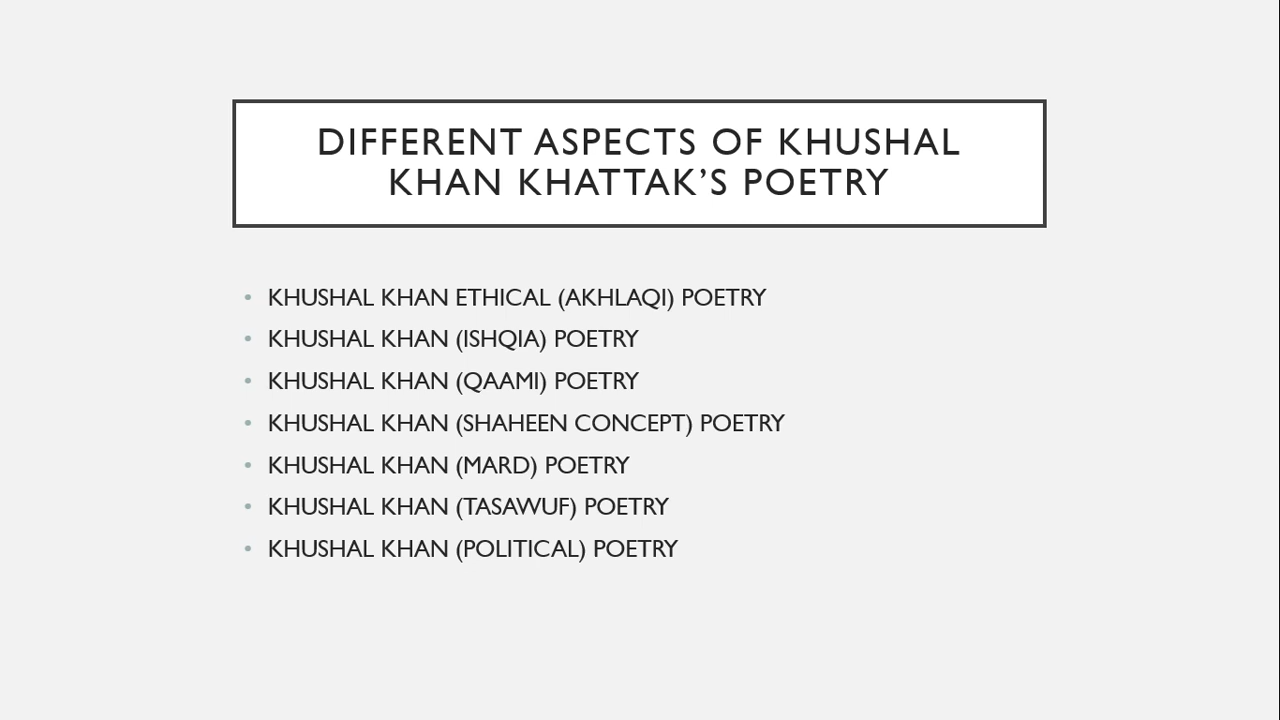 DIFFERENT ASPECTS OF KHUSHAL
KHAN KHATTAK’S POETRY
• KHUSHAL KHAN ETHICAL (AKHLAQI) POETRY
• KHUSHAL KHAN (ISHQIA) POETRY
• KHUSHAL KHAN (QAAMI) POETRY
• KHUSHAL KHAN (SHAHEEN CONCEPT) POETRY
• KHUSHAL KHAN (MARD) POETRY
• KHUSHAL KHAN (TASAWUF) POETRY
• KHUSHAL KHAN (POLITICAL) POETRY